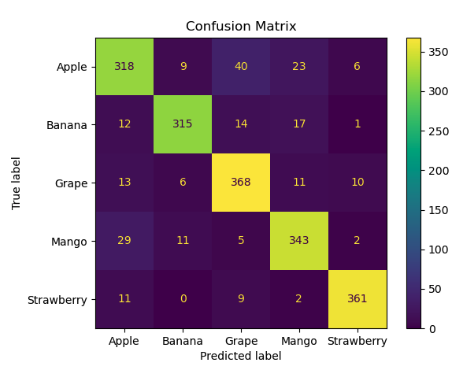 Confusion Matrix
Apple 318 9 40 23 6
Banana 12 315 14 17 1
Grape 13 6 368 11 10
Mango 29 11 5 343 2
Strawberry 11 0 9 2 361
Apple Banana Grape Mango Strawberry
Predicted label
True label
350
300
250
200
150
100
50
0